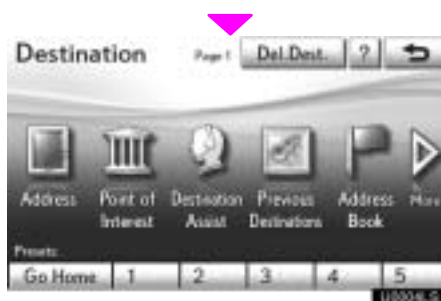 Destination Page 1 Del.Dest. ?
Address Point of Interest Destination Assist Previous Destinations Address Book More
Presets
Go Home 1 2 3 4 5